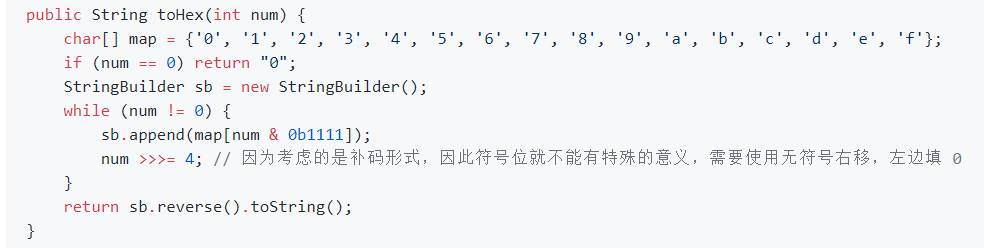 public String toHex(int num) {
    char[] map = {'0', '1', '2', '3', '4', '5', '6', '7', '8', '9', 'a', 'b', 'c', 'd', 'e', 'f'};
    if (num == 0) return "0";
    StringBuilder sb = new StringBuilder();
    while (num != 0) {
        sb.append(map[num & 0b1111]);
        num >>>= 4; // 因为考虑的是补码形式，因此符号位就不能有特殊的意义，需要使用无符号右移，左边填 0
    }
    return sb.reverse().toString();
}